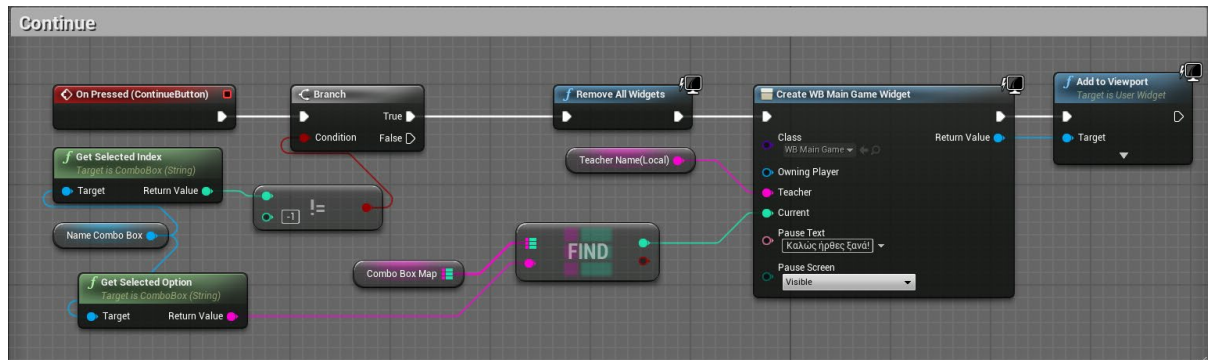 Continue
On Pressed (ContinueButton)
Branch
True
Condition
False
f Remove All Widgets
Create WB Main Game Widget
Class
WB Main Game
Return Value
Owning Player
Teacher
Current
Pause Text
Καλώς ήρθες ξανά!
Pause Screen
Visible
f Add to Viewport
Target is User Widget
Target
f Get Selected Index
Target is ComboBox (String)
Target
Return Value
!=
-1
Name Combo Box
f Get Selected Option
Target is ComboBox (String)
Target
Return Value
Teacher Name(Local)
Combo Box Map
FIND